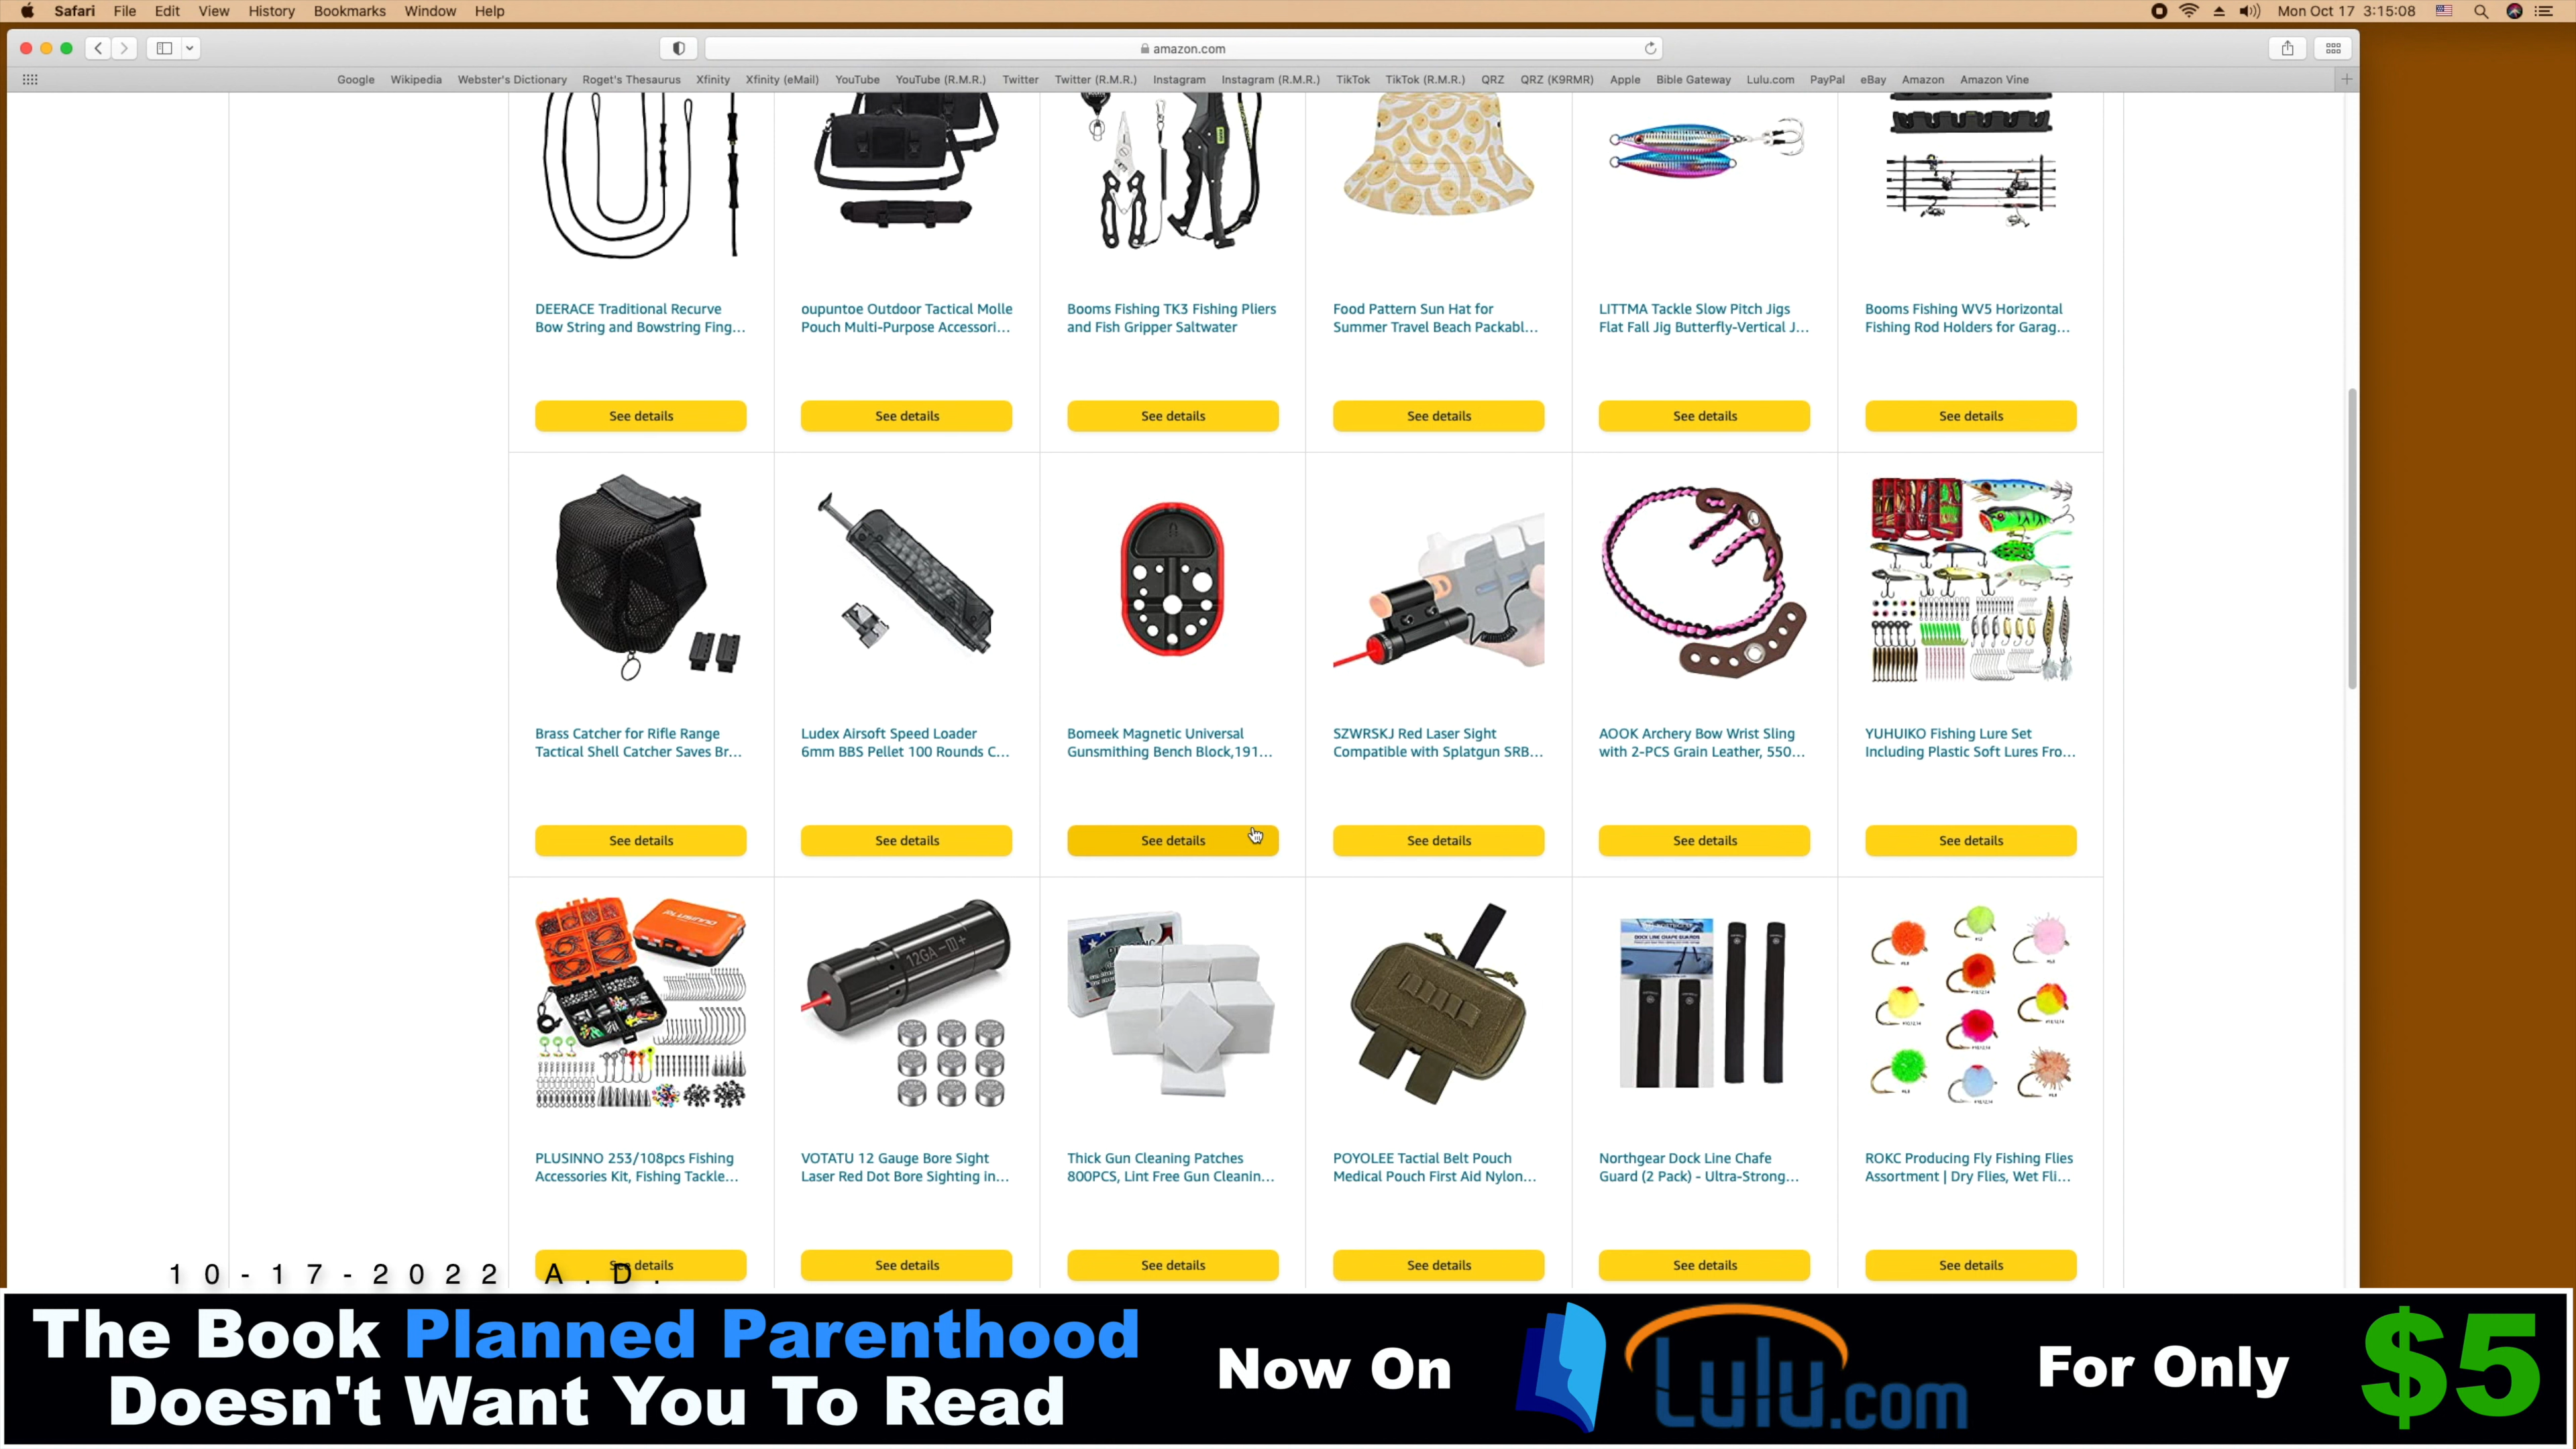 Safari File Edit View History Bookmarks Window Help Mon Oct 17 3:15:08
amazon.com
Google Wikipedia Webster's Dictionary Roget's Thesaurus Xfinity Xfinity (eMail) YouTube YouTube (R.M.R.) Twitter Twitter (R.M.R.) Instagram Instagram (R.M.R.) TikTok TikTok (R.M.R.) QRZ QRZ (K9RMR) Apple Bible Gateway Lulu.com PayPal eBay Amazon Amazon Vine
DEERACE Traditional Recurve
Bow String and Bowstring Fing...
oupuntoe Outdoor Tactical Molle
Pouch Multi-Purpose Accessori...
Booms Fishing TK3 Fishing Pliers
and Fish Gripper Saltwater
Food Pattern Sun Hat for
Summer Travel Beach Packabl...
LITTMA Tackle Slow Pitch Jigs
Flat Fall Jig Butterfly-Vertical J...
Booms Fishing WV5 Horizontal
Fishing Rod Holders for Garag...
See details See details See details See details See details See details
Brass Catcher for Rifle Range
Tactical Shell Catcher Saves Br...
Ludex Airsoft Speed Loader
6mm BBS Pellet 100 Rounds C...
Bomeek Magnetic Universal
Gunsmithing Bench Block,191...
SZWRSKJ Red Laser Sight
Compatible with Splatgun SRB...
AOOK Archery Bow Wrist Sling
with 2-PCS Grain Leather, 550...
YUHUIKO Fishing Lure Set
Including Plastic Soft Lures Fro...
See details See details See details See details See details See details
PLUSINNO
12GA
DOCK LINE CHAFE GUARDS
PLUSINNO 253/108pcs Fishing
Accessories Kit, Fishing Tackle...
VOTATU 12 Gauge Bore Sight
Laser Red Dot Bore Sighting in...
Thick Gun Cleaning Patches
800PCS, Lint Free Gun Cleanin...
POYOLEE Tactial Belt Pouch
Medical Pouch First Aid Nylon...
Northgear Dock Line Chafe
Guard (2 Pack) - Ultra-Strong...
ROKC Producing Fly Fishing Flies
Assortment | Dry Flies, Wet Fli...
See details See details See details See details See details See details
10-17-2022 A.D.
The Book Planned Parenthood
Doesn't Want You To Read
Now On
Lulu.com
For Only
$5